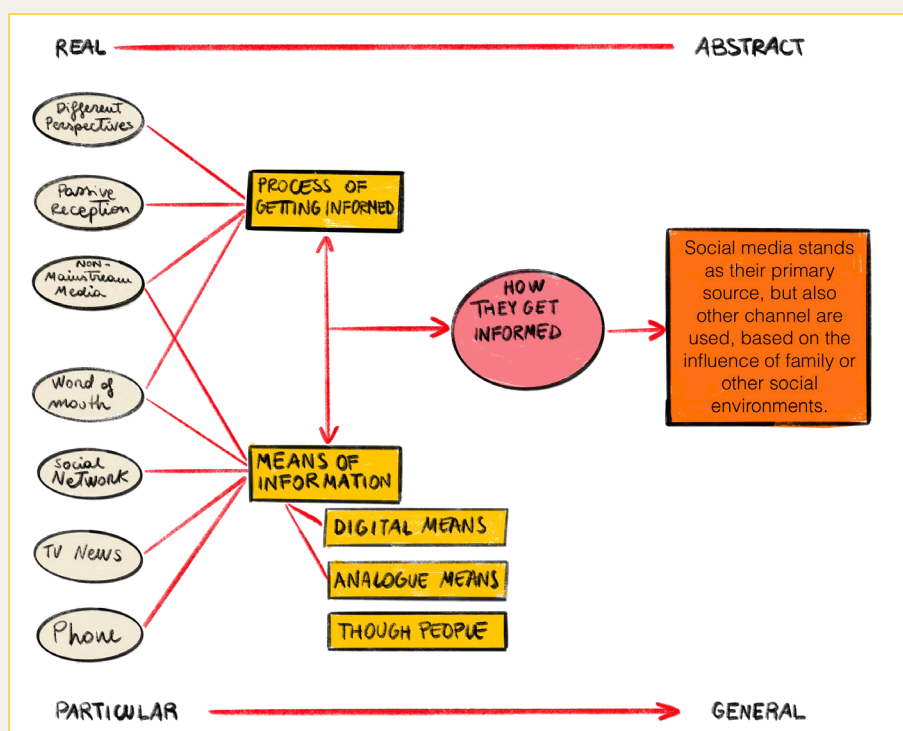 REAL
ABSTRACT
Different
Perspectives
Passive
Reception
NON-
Mainstream
Media
Word of
mouth
Social
Network
TV News
Phone
PROCESS OF
GETTING INFORMED
MEANS OF
INFORMATION
DIGITAL MEANS
ANALOGUE MEANS
THOUGH PEOPLE
HOW
THEY GET
INFORMED
Social media stands
as their primary
source, but also
other channel are
used, based on the
influence of family or
other social
environments.
PARTICULAR
GENERAL